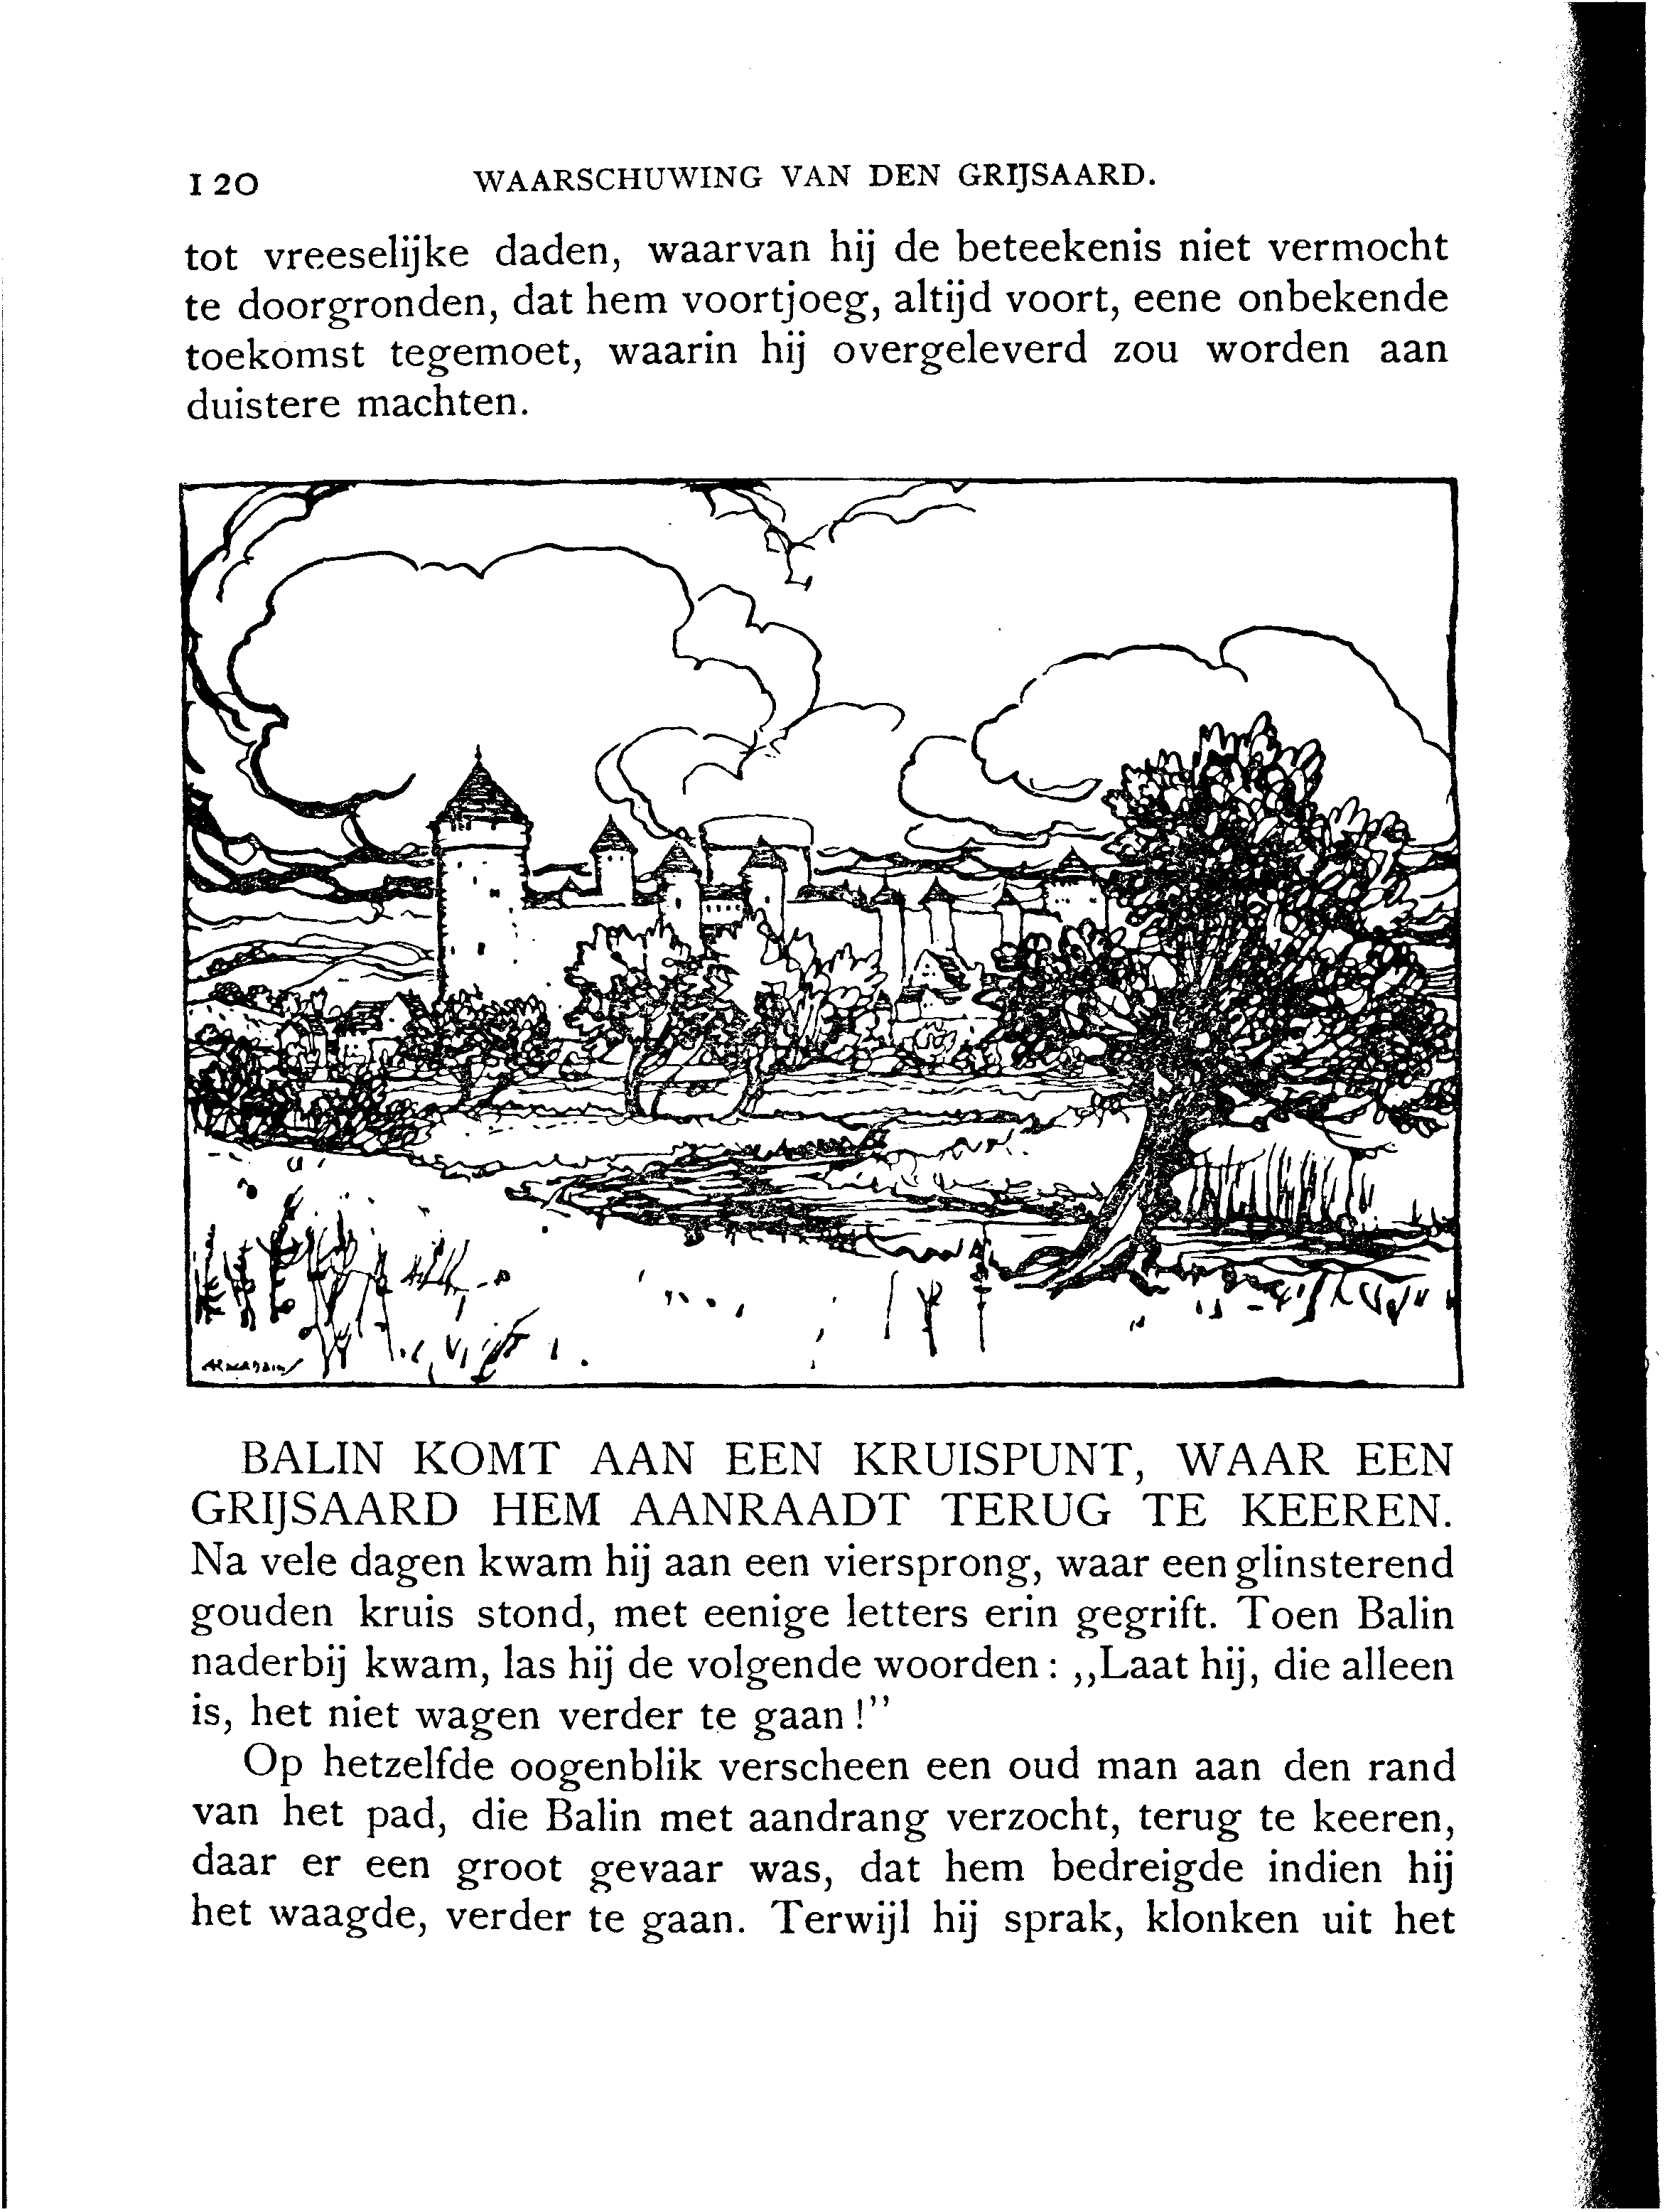 120 WAARSCHUWING VAN DEN GRIJSAARD.
tot vreeselijke daden, waarvan hij de beteekenis niet vermocht
te doorgronden, dat hem voortjoeg, altijd voort, eene onbekende
toekomst tegemoet, waarin hij overgeleverd zou worden aan
duistere machten.
BALIN KOMT AAN EEN KRUISPUNT, WAAR EEN
GRIJSAARD HEM AANRAADT TERUG TE KEEREN.
Na vele dagen kwam hij aan een viersprong, waar een glinsterend
gouden kruis stond, met eenige letters erin gegrift. Toen Balin
naderbij kwam, las hij de volgende woorden: ,,Laat hij, die alleen
is, het niet wagen verder te gaan!”
Op hetzelfde oogenblik verscheen een oud man aan den rand
van het pad, die Balin met aandrang verzocht, terug te keeren,
daar er een groot gevaar was, dat hem bedreigde indien hij
het waagde, verder te gaan. Terwijl hij sprak, klonken uit het